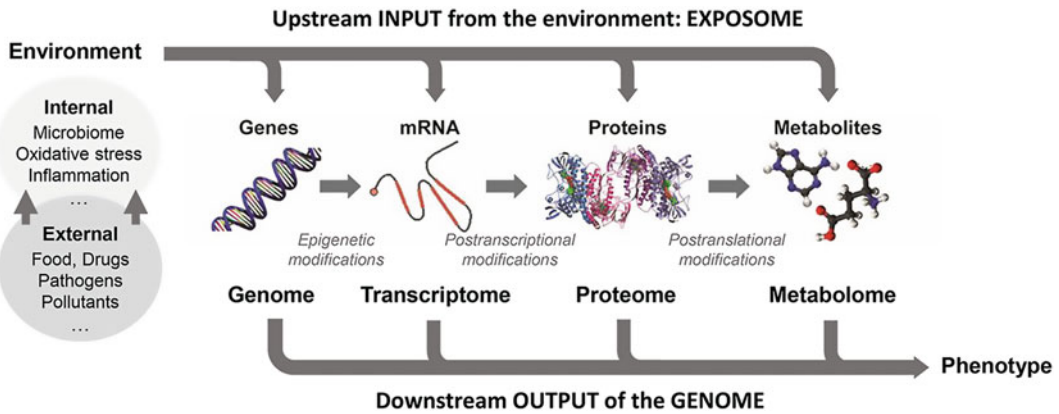 Upstream INPUT from the environment: EXPOSOME
Environment
Internal
Microbiome
Oxidative stress
Inflammation
...
External
Food, Drugs
Pathogens
Pollutants
...
Genes
mRNA
Proteins
Metabolites
Epigenetic
modifications
Postranscriptional
modifications
Postranslational
modifications
Genome
Transcriptome
Proteome
Metabolome
Phenotype
Downstream OUTPUT of the GENOME